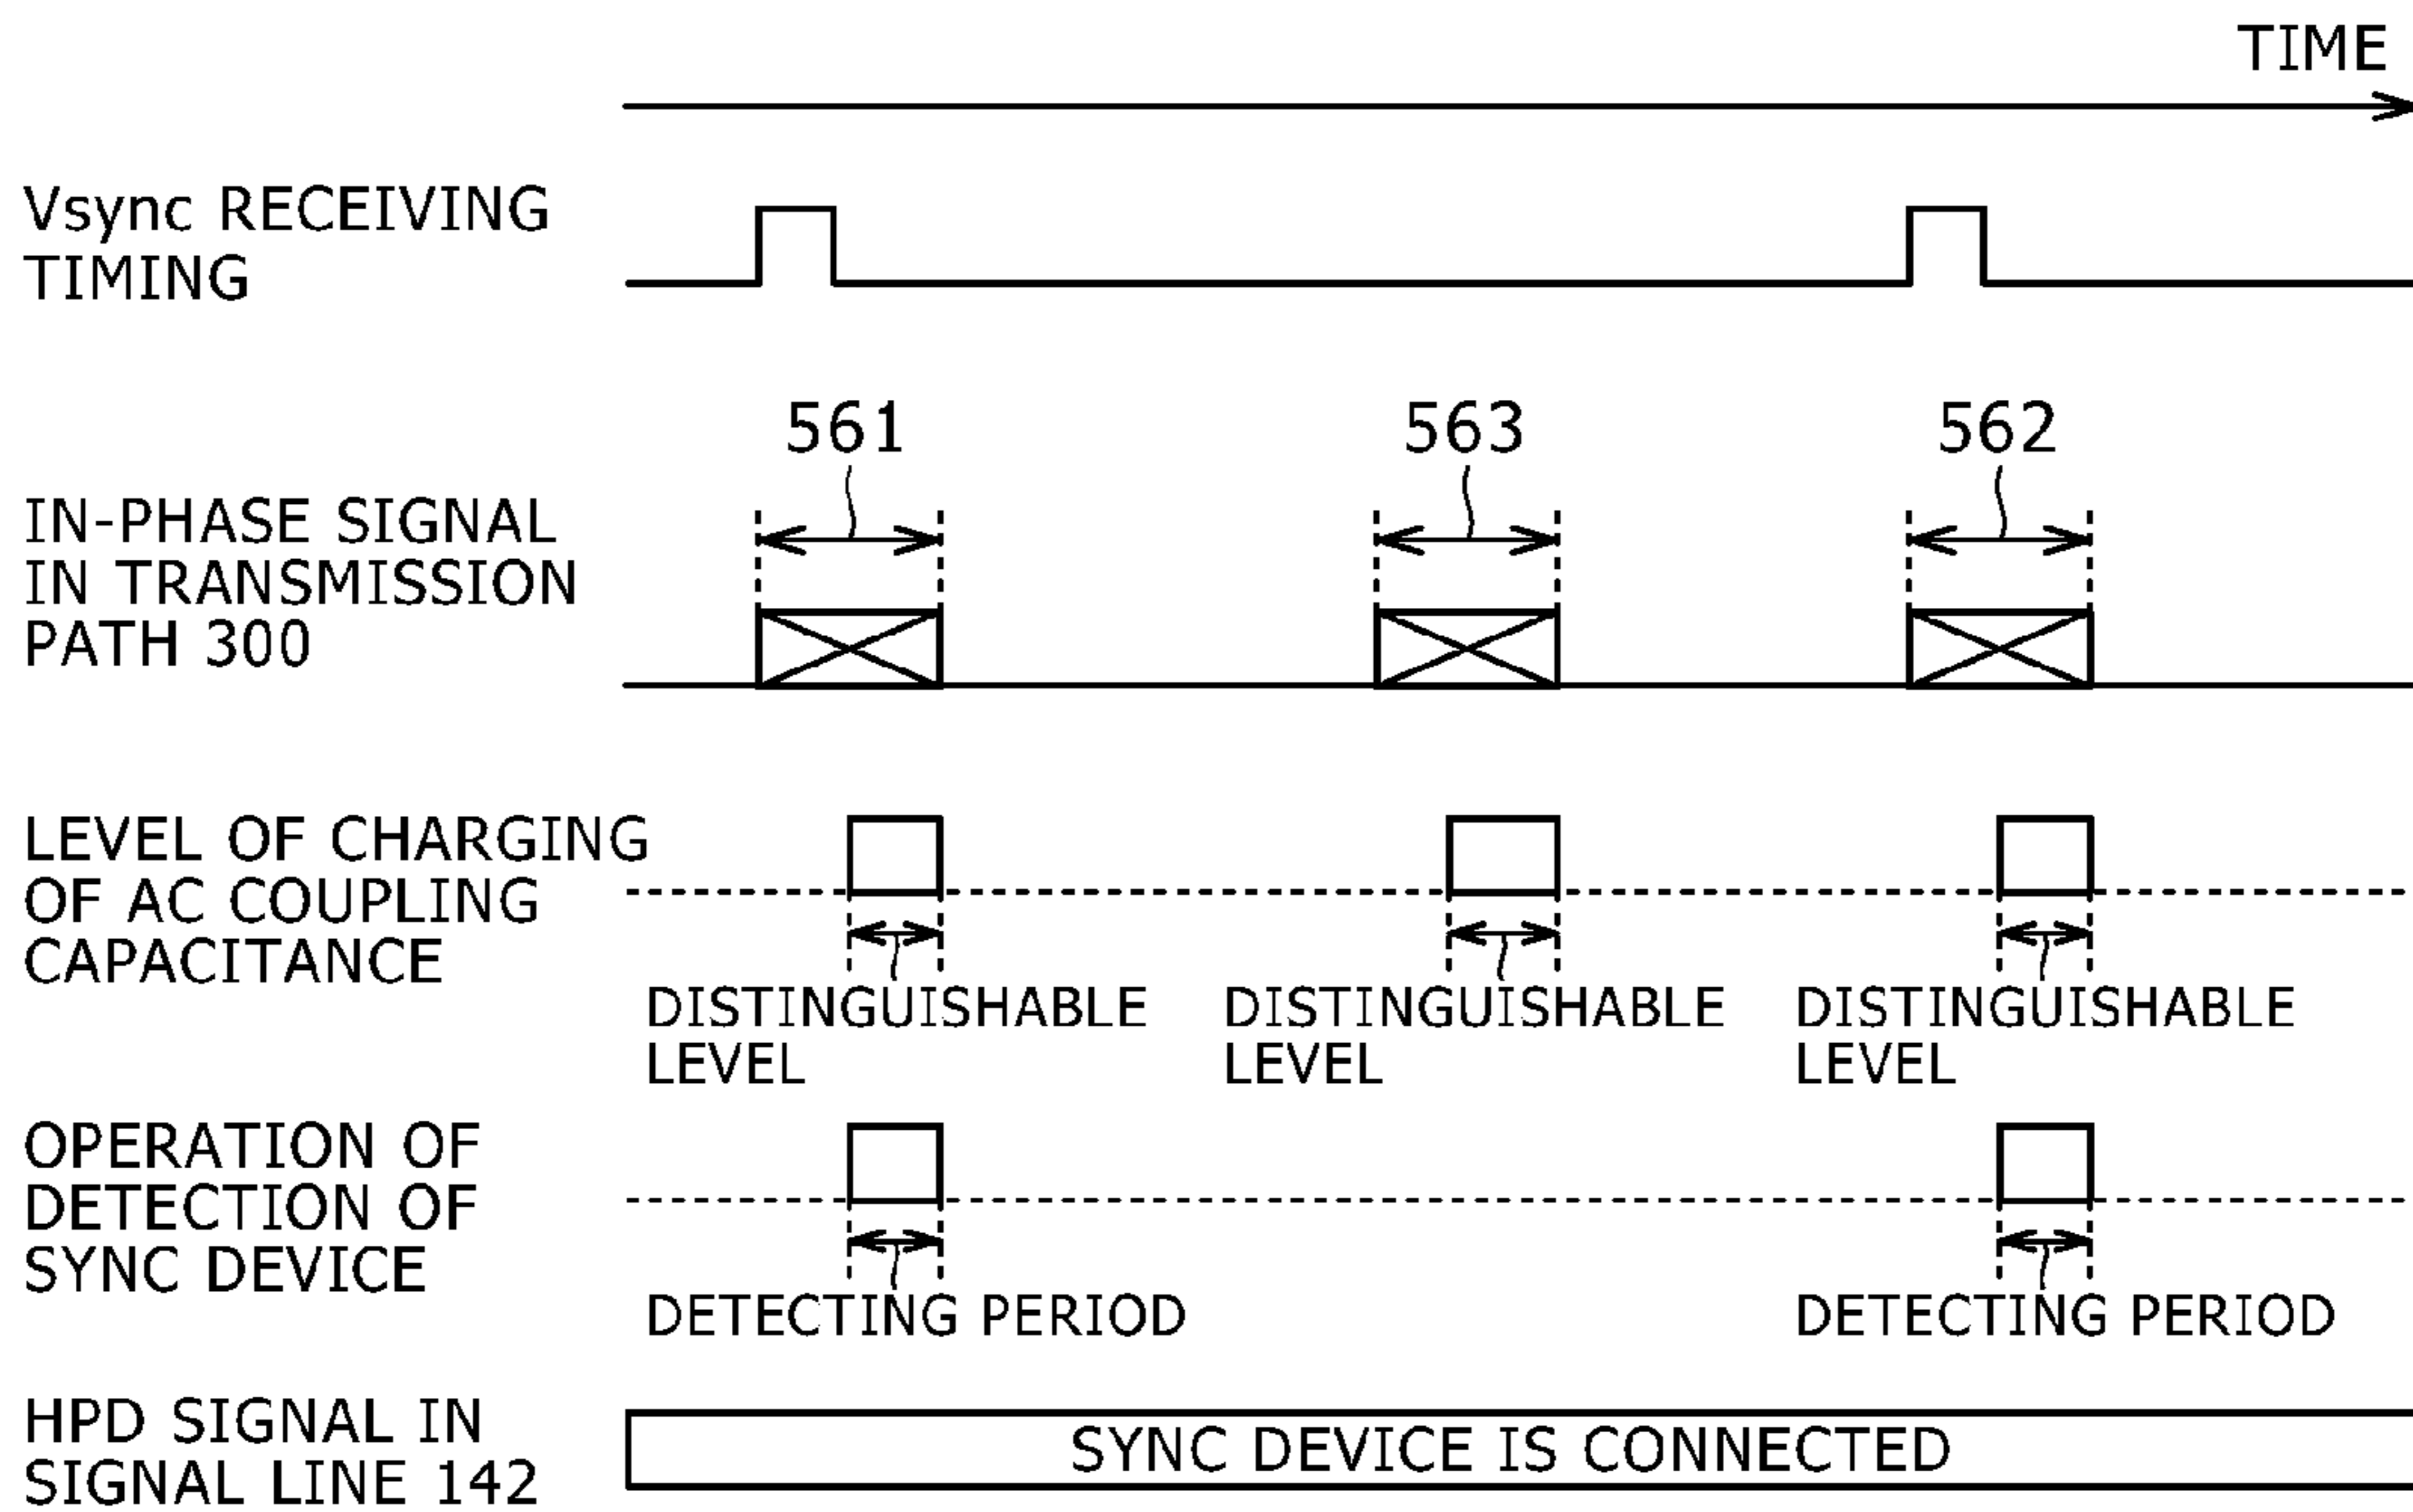 TIME
Vsync RECEIVING
TIMING
561
563
562
IN-PHASE SIGNAL
IN TRANSMISSION
PATH 300
LEVEL OF CHARGING
OF AC COUPLING
CAPACITANCE
DISTINGUISHABLE
LEVEL
DISTINGUISHABLE
LEVEL
DISTINGUISHABLE
LEVEL
OPERATION OF
DETECTION OF
SYNC DEVICE
DETECTING PERIOD
DETECTING PERIOD
HPD SIGNAL IN
SIGNAL LINE 142
SYNC DEVICE IS CONNECTED